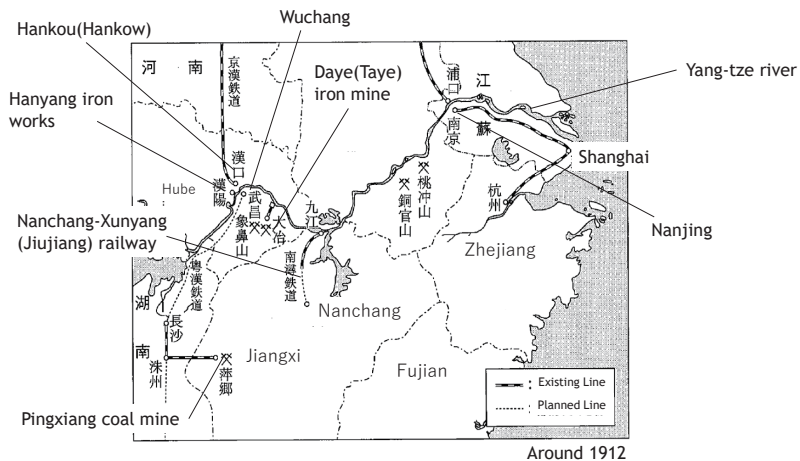 Wuchang
Hankou(Hankow)
Daye(Taye)
iron mine
Yang-tze river
Hanyang iron
works
Shanghai
Nanjing
Nanchang-Xunyang
(Jiujiang) railway
Pingxiang coal mine
河南
京漢鉄道
浦口
江蘇
南京
漢口
漢陽
Hube
武昌
大冶
象鼻山
九江
桃冲山
銅官山
杭州
Zhejiang
南潯鉄道
粤漢鉄道
Nanchang
湖南
長沙
Jiangxi
Fujian
洙州
萍郷
Existing Line
Planned Line
Around 1912